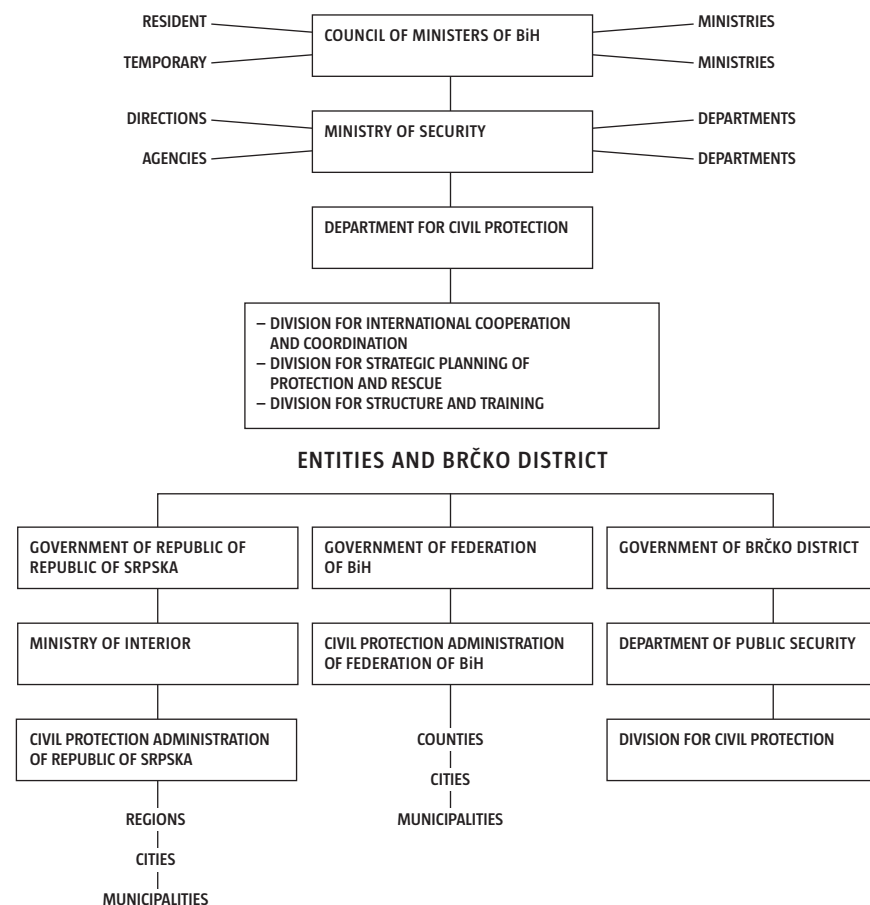 RESIDENT
COUNCIL OF MINISTERS OF BiH
MINISTRIES
TEMPORARY
MINISTRIES
DIRECTIONS
MINISTRY OF SECURITY
DEPARTMENTS
AGENCIES
DEPARTMENTS
DEPARTMENT FOR CIVIL PROTECTION
– DIVISION FOR INTERNATIONAL COOPERATION
AND COORDINATION
– DIVISION FOR STRATEGIC PLANNING OF
PROTECTION AND RESCUE
– DIVISION FOR STRUCTURE AND TRAINING
ENTITIES AND BRČKO DISTRICT
GOVERNMENT OF REPUBLIC OF
REPUBLIC OF SRPSKA
GOVERNMENT OF FEDERATION
OF BiH
GOVERNMENT OF BRČKO DISTRICT
MINISTRY OF INTERIOR
CIVIL PROTECTION ADMINISTRATION
OF FEDERATION OF BiH
DEPARTMENT OF PUBLIC SECURITY
CIVIL PROTECTION ADMINISTRATION
OF REPUBLIC OF SRPSKA
COUNTIES
CITIES
MUNICIPALITIES
DIVISION FOR CIVIL PROTECTION
REGIONS
CITIES
MUNICIPALITIES